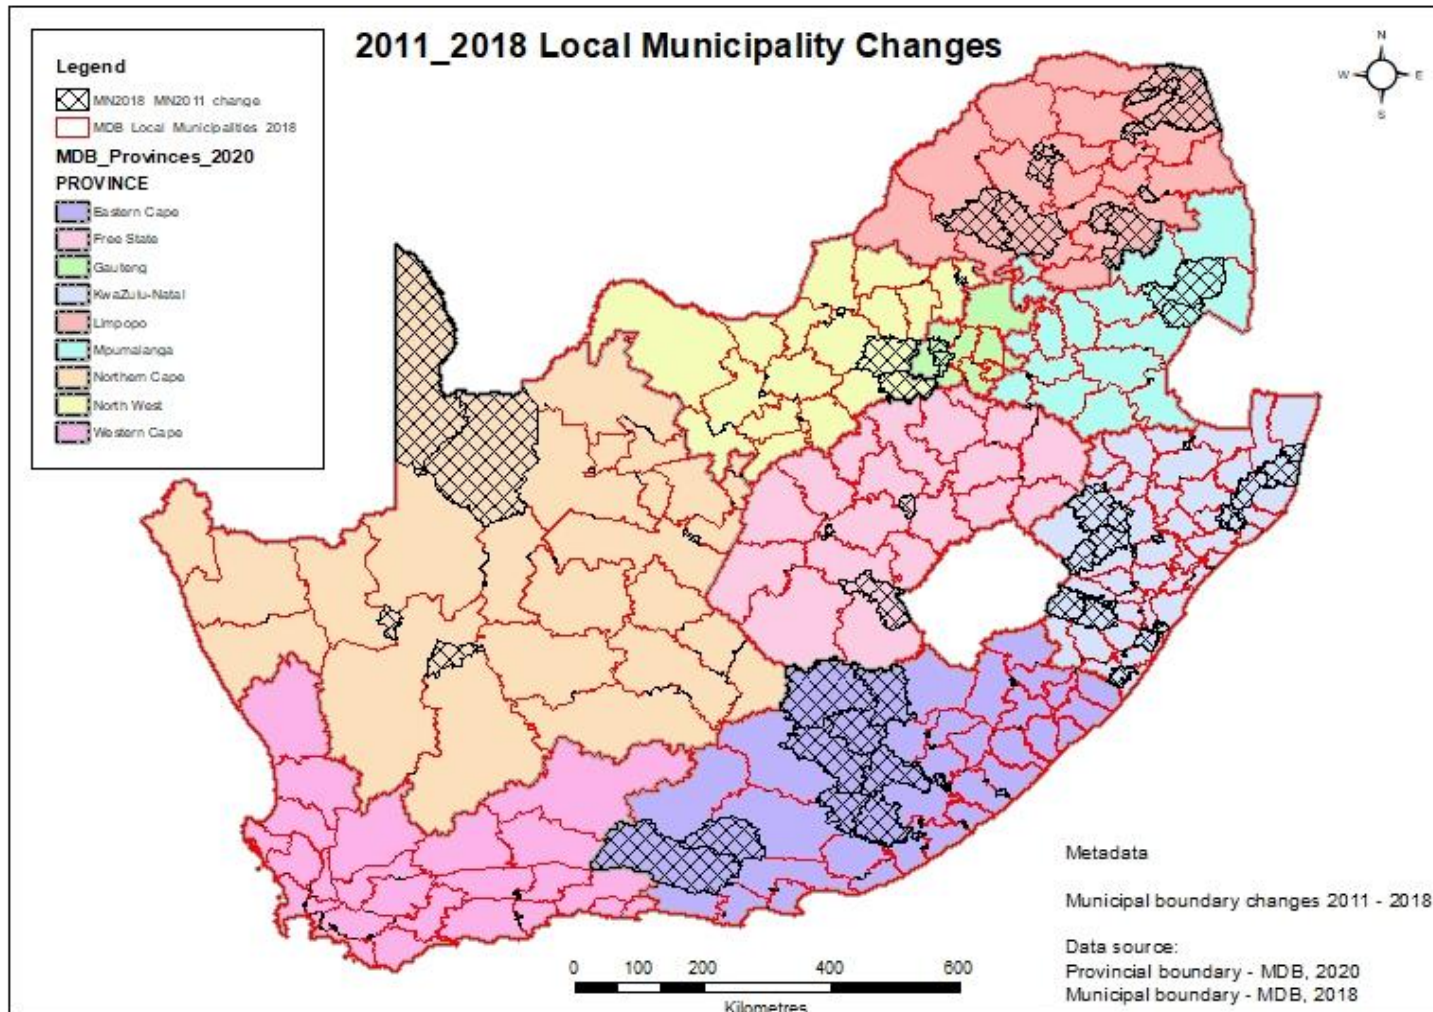 2011_2018 Local Municipality Changes
Legend
MN2018 MN2011 change
MDB Local Municipalities 2018
MDB_Provinces_2020
PROVINCE
Eastern Cape
Free State
Gauteng
KwaZulu-Natal
Limpopo
Mpumalanga
Northern Cape
North West
Western Cape
N
W E
S
Metadata
Municipal boundary changes 2011 - 2018
Data source:
Provincial boundary - MDB, 2020
Municipal boundary - MDB, 2018
0 100 200 400 600
Kilometres